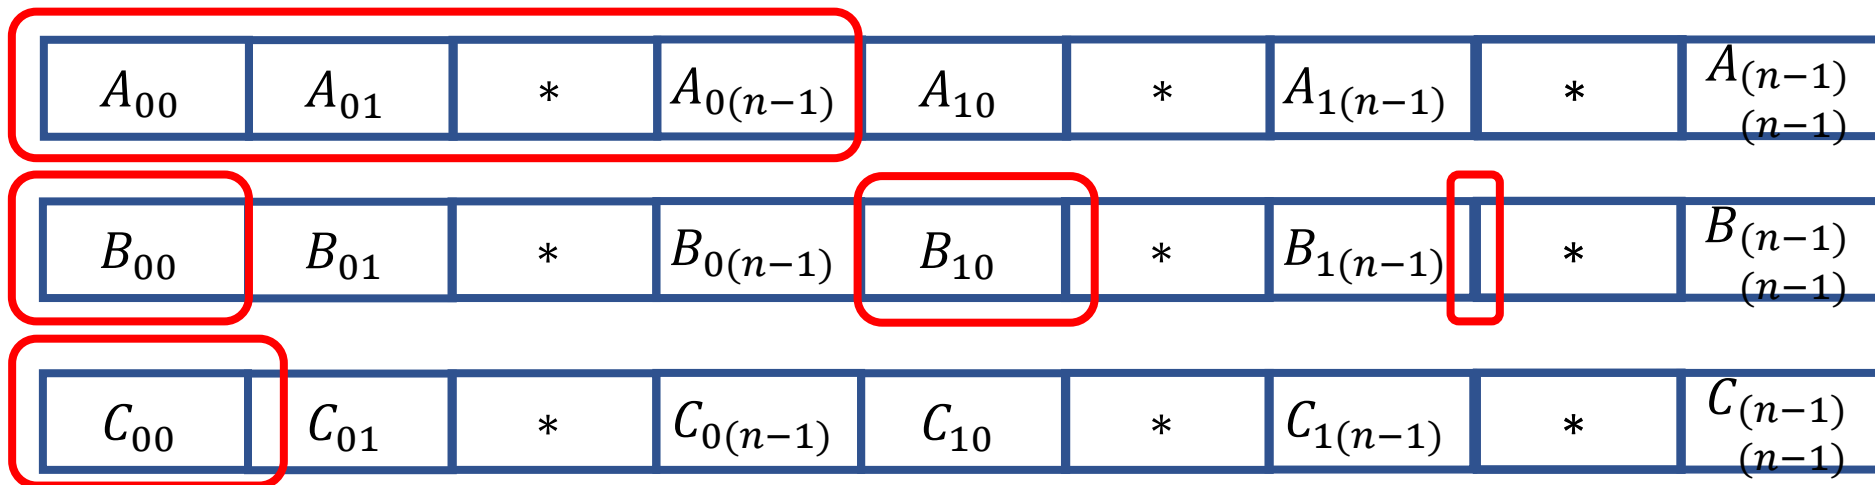 A₀₀ A₀₁ * A₀₍ₙ₋₁₎ A₁₀ * A₁₍ₙ₋₁₎ * A₍ₙ₋₁₎₍ₙ₋₁₎
B₀₀ B₀₁ * B₀₍ₙ₋₁₎ B₁₀ * B₁₍ₙ₋₁₎ * B₍ₙ₋₁₎₍ₙ₋₁₎
C₀₀ C₀₁ * C₀₍ₙ₋₁₎ C₁₀ * C₁₍ₙ₋₁₎ * C₍ₙ₋₁₎₍ₙ₋₁₎